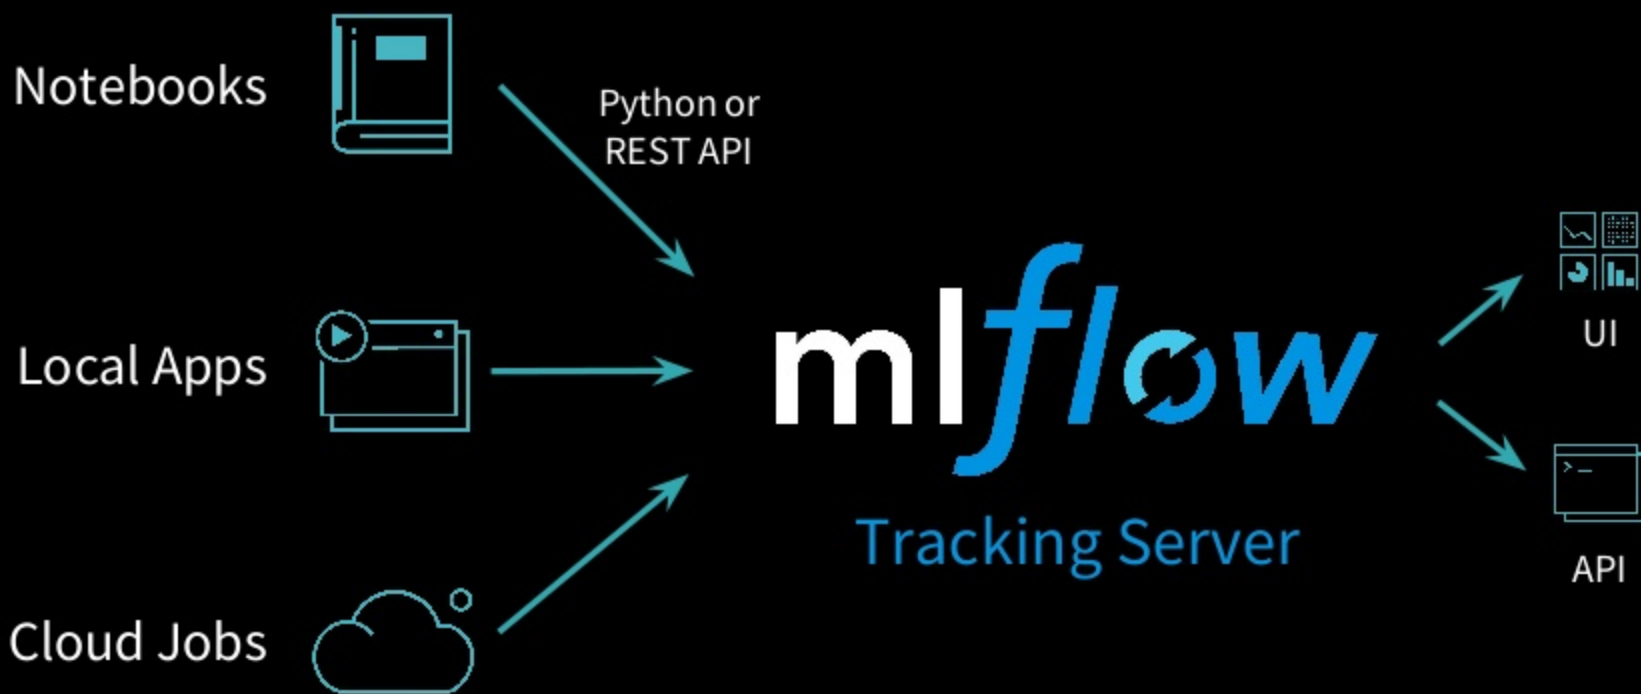 Notebooks
Python or
REST API
Local Apps
mlflow
Tracking Server
UI
>_
API
Cloud Jobs